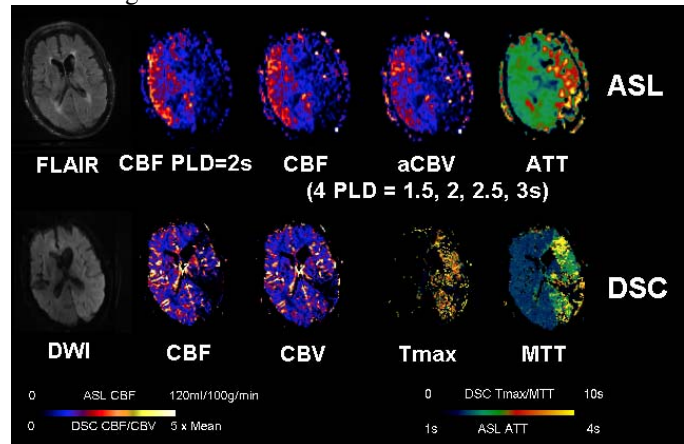 ASL
FLAIR CBF PLD=2s CBF aCBV ATT
(4 PLD = 1.5, 2, 2.5, 3s)
DSC
DWI CBF CBV Tmax MTT
0 ASL CBF 120ml/100g/min 0 DSC Tmax/MTT 10s
0 DSC CBF/CBV 5 x Mean 1s ASL ATT 4s